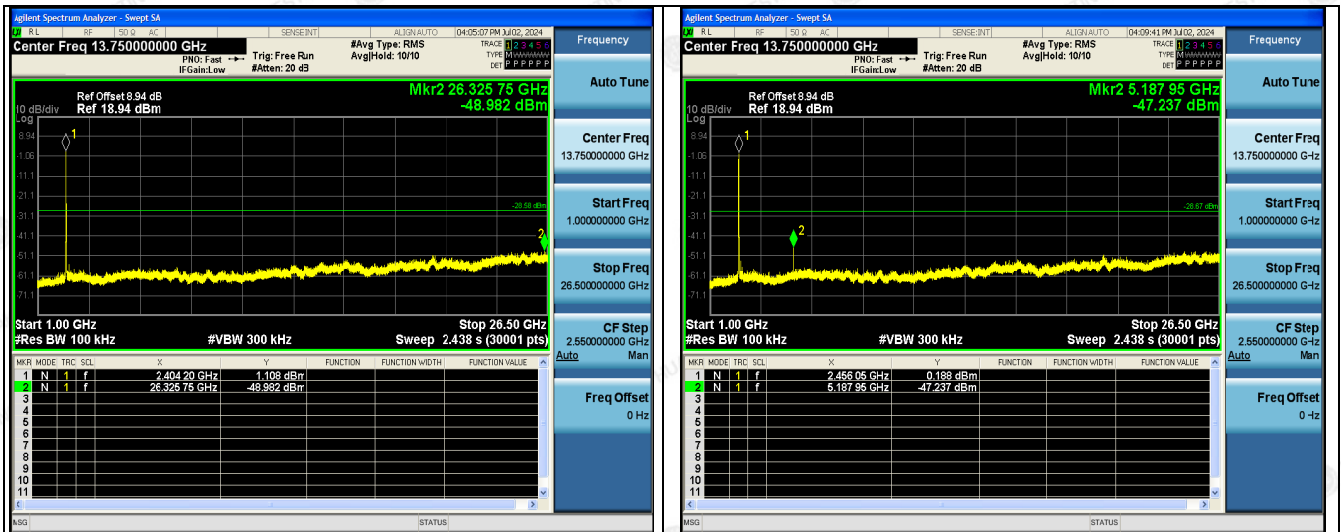 Agilent Spectrum Analyzer - Swept SA
RL RF 50 Ω AC SENSE:INT ALIGN AUTO 04:05:07 PM Jul 02, 2024
Center Freq 13.750000000 GHz
#Avg Type: RMS
TRACE 1 2 3 4 5 6
PNO: Fast Trig: Free Run Avg|Hold: 10/10
TYPE M W W W W W
IFGain:Low #Atten: 20 dB
DET P P P P P P
Mkr2 26.325 75 GHz
-48.982 dBm
Ref Offset 8.94 dB
10 dB/div Ref 18.94 dBm
Log
1
8.94
-1.06
-11.1
-21.1
-28.58 dBm
-31.1
2
-41.1
-51.1
-61.1
-71.1
Start 1.00 GHz Stop 26.50 GHz
#Res BW 100 kHz #VBW 300 kHz Sweep 2.438 s (30001 pts)
MKR MODE TRC SCL X Y FUNCTION FUNCTION WIDTH FUNCTION VALUE
1 N 1 f 2.404 20 GHz 1.108 dBm
2 N 1 f 26.325 75 GHz -48.982 dBm
3
4
5
6
7
8
9
10
11
MSG STATUS
Frequency
Auto Tune
Center Freq
13.750000000 GHz
Start Freq
1.000000000 GHz
Stop Freq
26.500000000 GHz
CF Step
2.550000000 GHz
Auto Man
Freq Offset
0 Hz
Agilent Spectrum Analyzer - Swept SA
RL RF 50 Ω AC SENSE:INT ALIGN AUTO 04:09:41 PM Jul 02, 2024
Center Freq 13.750000000 GHz
#Avg Type: RMS
TRACE 1 2 3 4 5 6
PNO: Fast Trig: Free Run Avg|Hold: 10/10
TYPE M W W W W W
IFGain:Low #Atten: 20 dB
DET P P P P P P
Mkr2 5.187 95 GHz
-47.237 dBm
Ref Offset 8.94 dB
10 dB/div Ref 18.94 dBm
Log
1
8.94
-1.06
-11.1
-21.1
-28.67 dBm
-31.1
2
-41.1
-51.1
-61.1
-71.1
Start 1.00 GHz Stop 26.50 GHz
#Res BW 100 kHz #VBW 300 kHz Sweep 2.438 s (30001 pts)
MKR MODE TRC SCL X Y FUNCTION FUNCTION WIDTH FUNCTION VALUE
1 N 1 f 2.456 05 GHz 0.188 dBm
2 N 1 f 5.187 95 GHz -47.237 dBm
3
4
5
6
7
8
9
10
11
MSG STATUS
Frequency
Auto Tune
Center Freq
13.750000000 GHz
Start Freq
1.000000000 GHz
Stop Freq
26.500000000 GHz
CF Step
2.550000000 GHz
Auto Man
Freq Offset
0 Hz